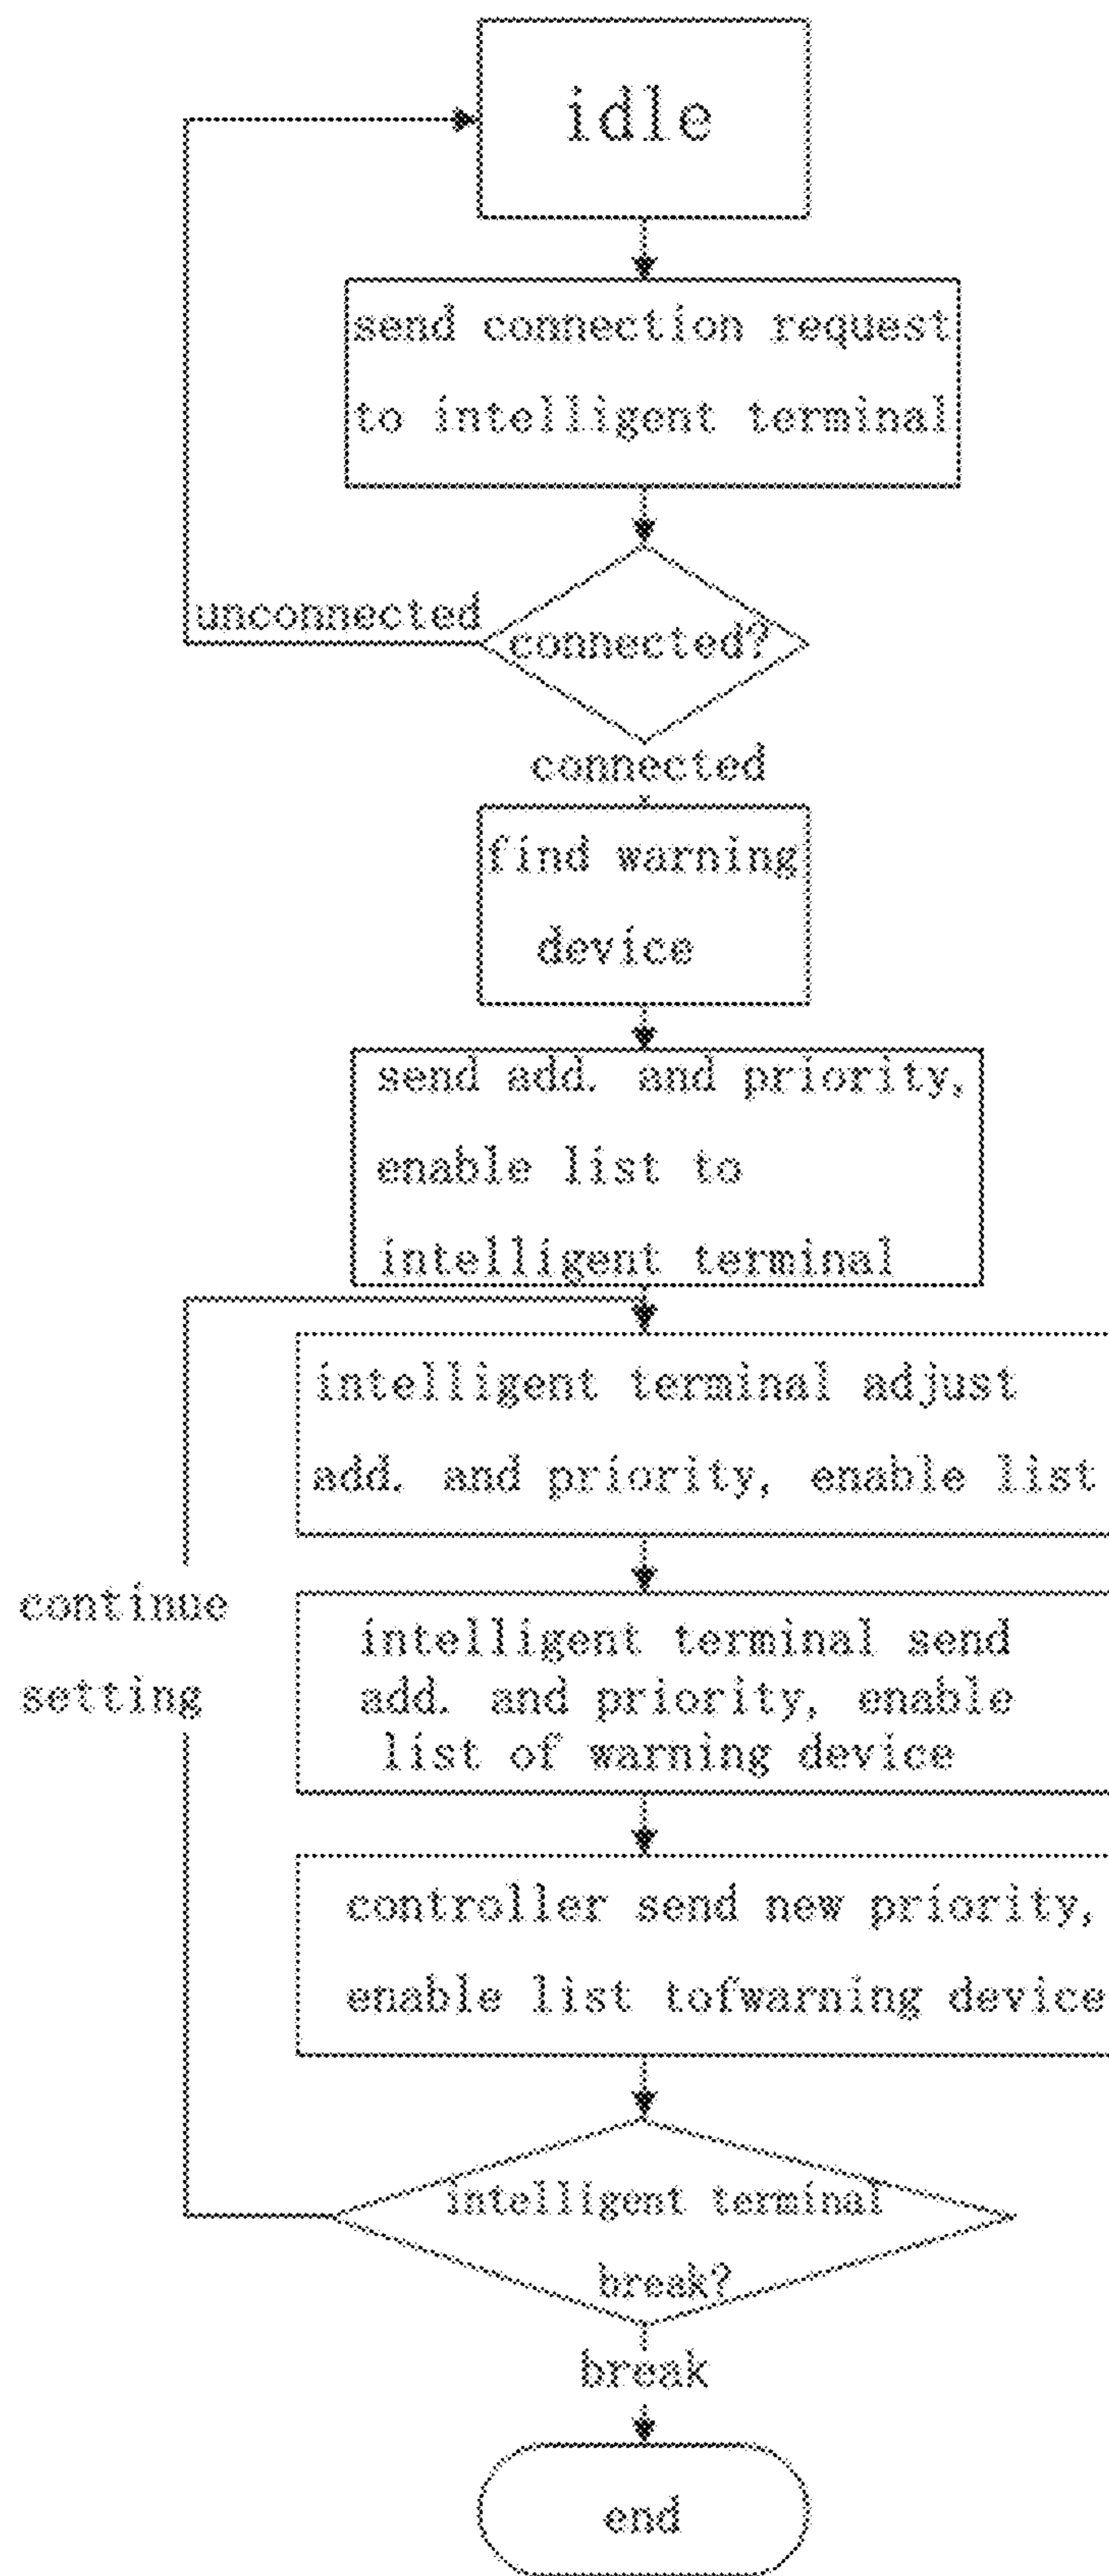 idle
send connection request
to intelligent terminal
unconnected
connected?
connected
find warning
device
send add. and priority,
enable list to
intelligent terminal
intelligent terminal adjust
add. and priority, enable list
continue
setting
intelligent terminal send
add. and priority, enable
list of warning device
controller send new priority,
enable list tofwarning device
intelligent terminal
break?
break
end